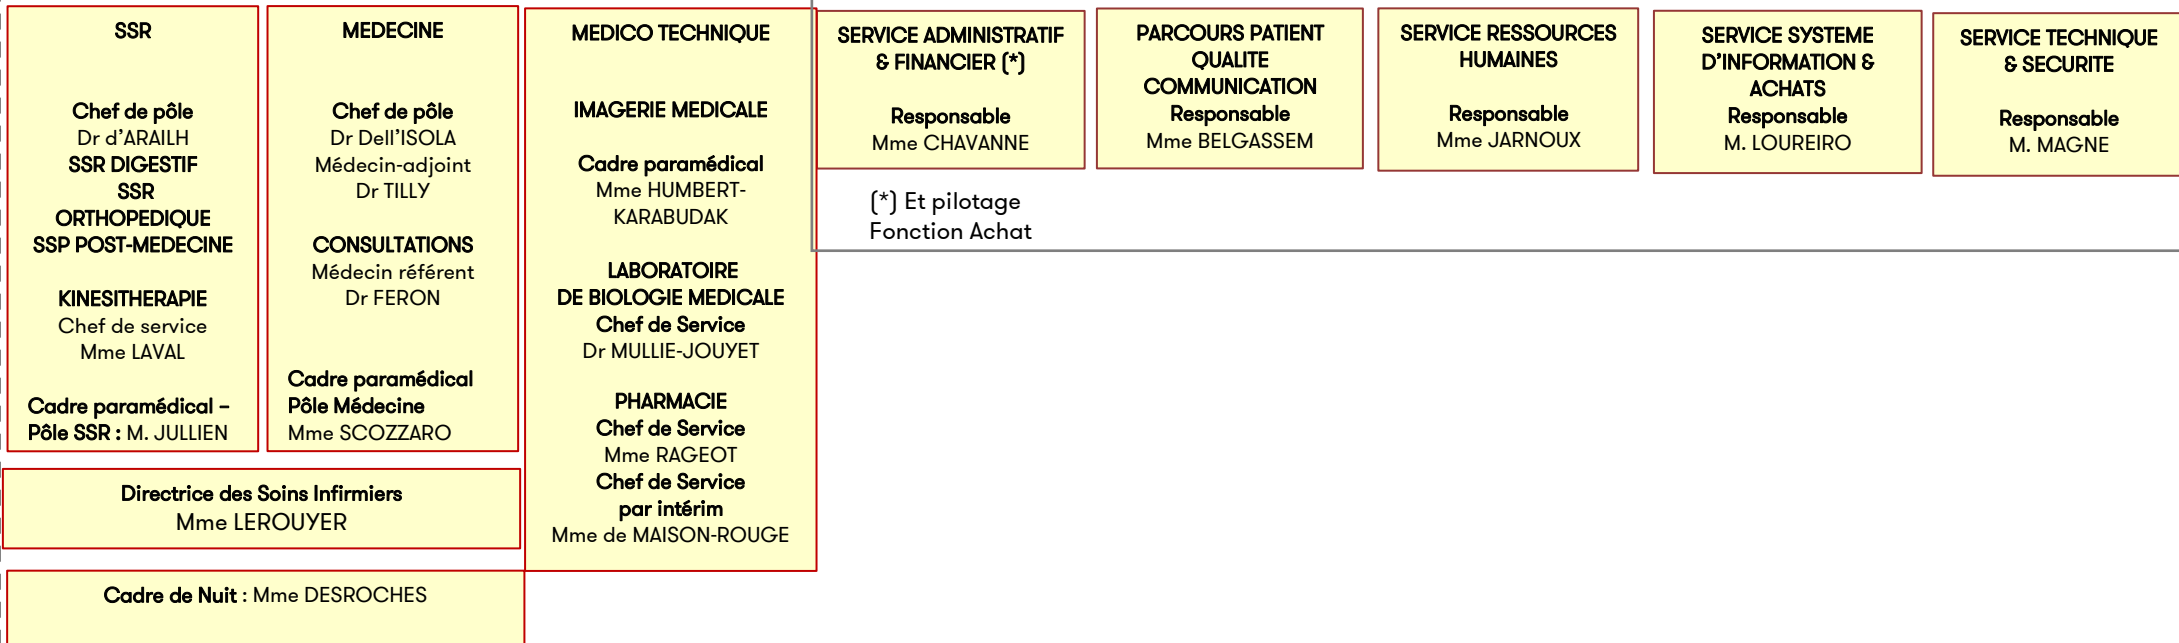 SSR
Chef de pôle
Dr d'ARAILH
SSR DIGESTIF
SSR
ORTHOPEDIQUE
SSP POST-MEDECINE
KINESITHERAPIE
Chef de service
Mme LAVAL
Cadre paramédical –
Pôle SSR : M. JULLIEN
MEDECINE
Chef de pôle
Dr Dell'ISOLA
Médecin-adjoint
Dr TILLY
CONSULTATIONS
Médecin référent
Dr FERON
Cadre paramédical
Pôle Médecine
Mme SCOZZARO
Directrice des Soins Infirmiers
Mme LEROUYER
Cadre de Nuit : Mme DESROCHES
MEDICO TECHNIQUE
IMAGERIE MEDICALE
Cadre paramédical
Mme HUMBERT-
KARABUDAK
LABORATOIRE
DE BIOLOGIE MEDICALE
Chef de Service
Dr MULLIE-JOUYET
PHARMACIE
Chef de Service
Mme RAGEOT
Chef de Service
par intérim
Mme de MAISON-ROUGE
SERVICE ADMINISTRATIF
& FINANCIER (*)
Responsable
Mme CHAVANNE
(*) Et pilotage
Fonction Achat
PARCOURS PATIENT
QUALITE
COMMUNICATION
Responsable
Mme BELGASSEM
SERVICE RESSOURCES
HUMAINES
Responsable
Mme JARNOUX
SERVICE SYSTEME
D'INFORMATION &
ACHATS
Responsable
M. LOUREIRO
SERVICE TECHNIQUE
& SECURITE
Responsable
M. MAGNE